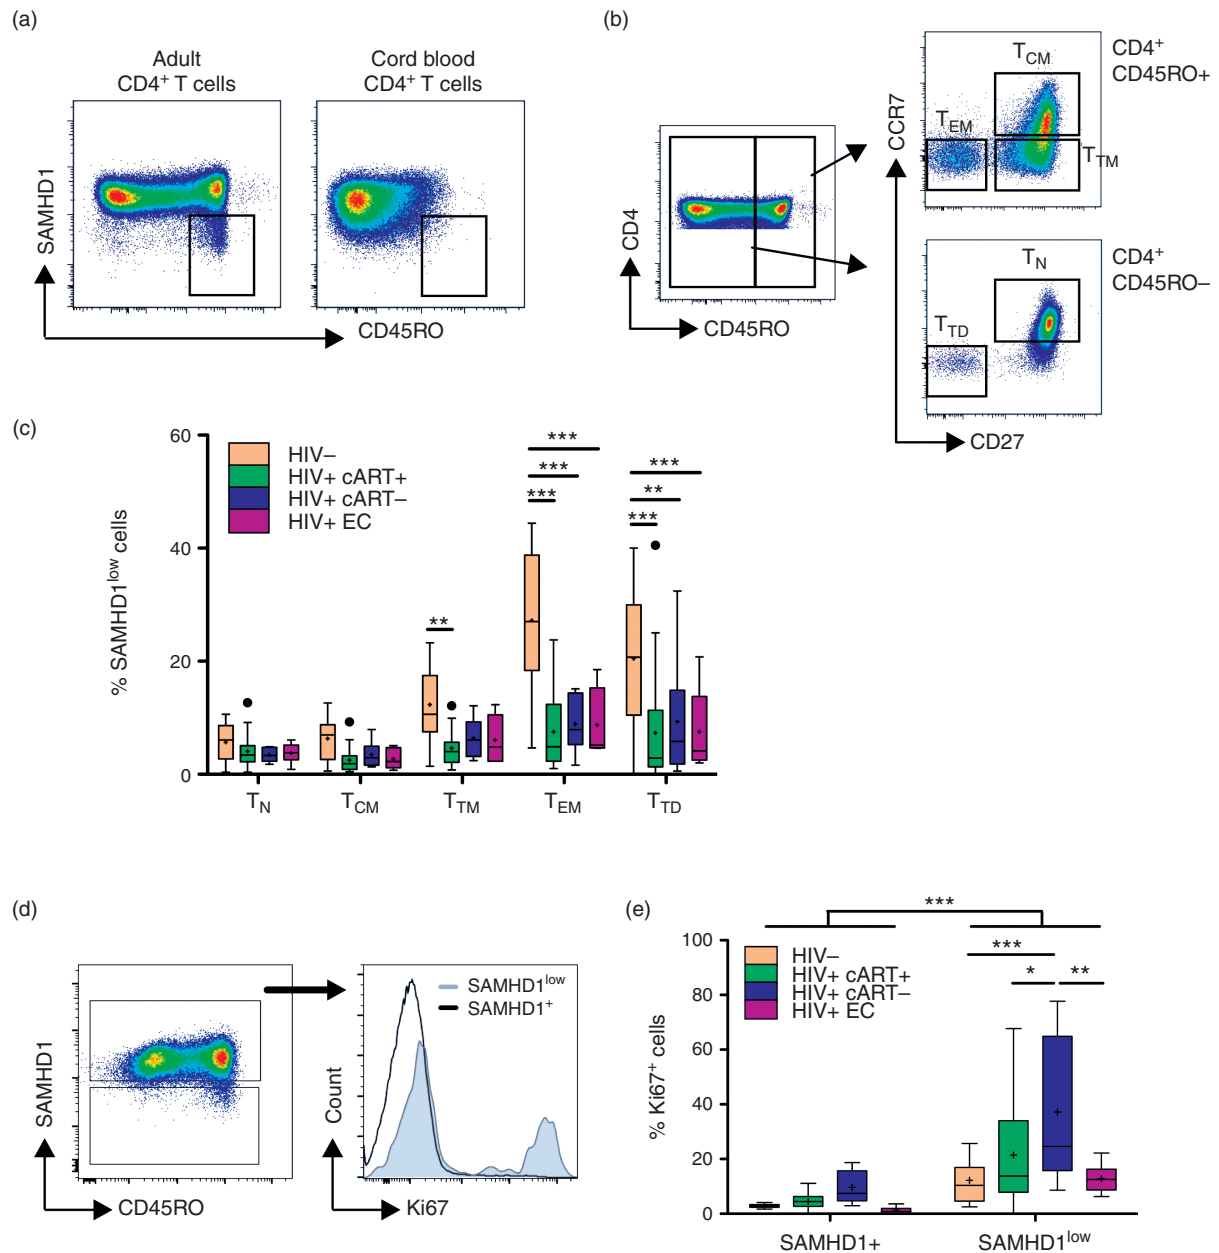 (a)
Adult
CD4+ T cells
Cord blood
CD4+ T cells
SAMHD1
CD45RO
(b)
CD4
CD45RO
CCR7
TCM
TEM
TTM
CD4+
CD45RO+
TN
TTD
CD4+
CD45RO−
CD27
(c)
% SAMHD1low cells
60
40
20
0
HIV−
HIV+ cART+
HIV+ cART−
HIV+ EC
**
***
***
***
***
**
***
TN
TCM
TTM
TEM
TTD
(d)
SAMHD1
CD45RO
Count
Ki67
SAMHD1low
SAMHD1+
(e)
% Ki67+ cells
100
80
60
40
20
0
HIV−
HIV+ cART+
HIV+ cART−
HIV+ EC
***
***
*
**
SAMHD1+
SAMHD1low